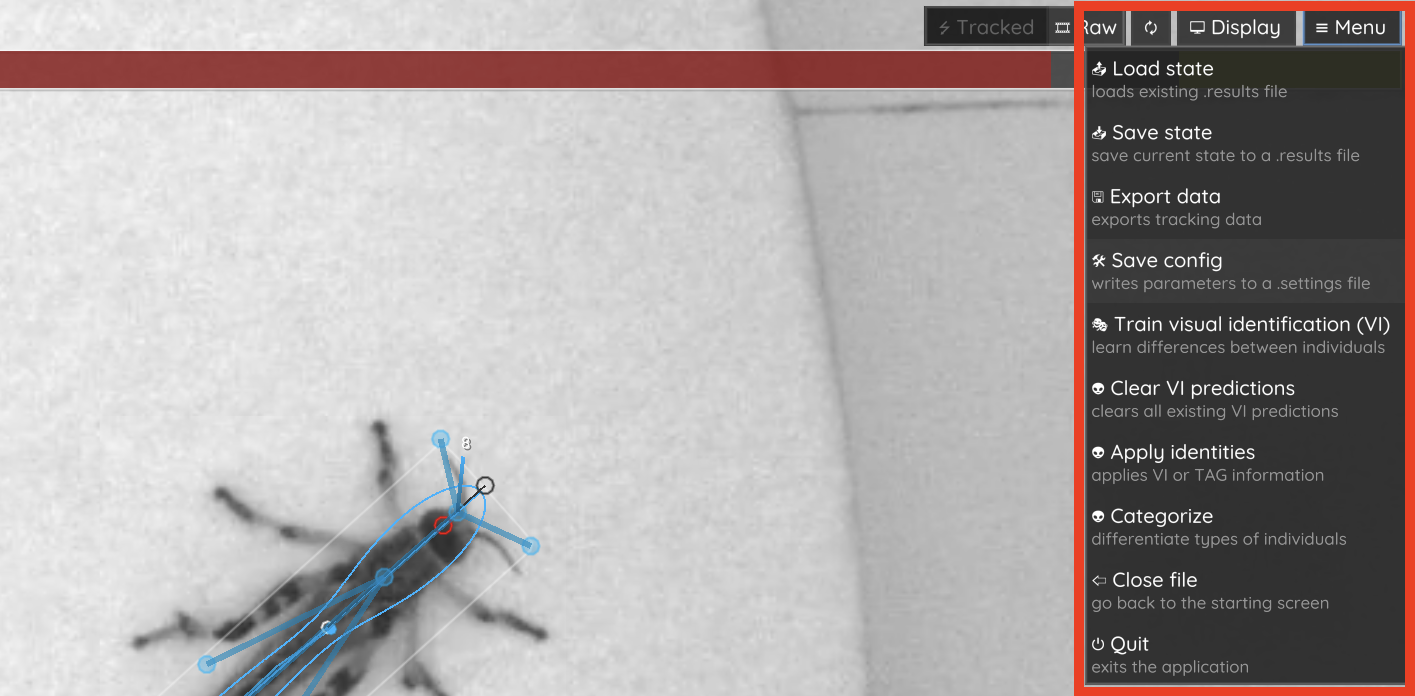 Tracked
Raw
Display
Menu
Load state
loads existing .results file
Save state
save current state to a .results file
Export data
exports tracking data
Save config
writes parameters to a .settings file
Train visual identification (VI)
learn differences between individuals
Clear VI predictions
clears all existing VI predictions
Apply identities
applies VI or TAG information
Categorize
differentiate types of individuals
Close file
go back to the starting screen
Quit
exits the application